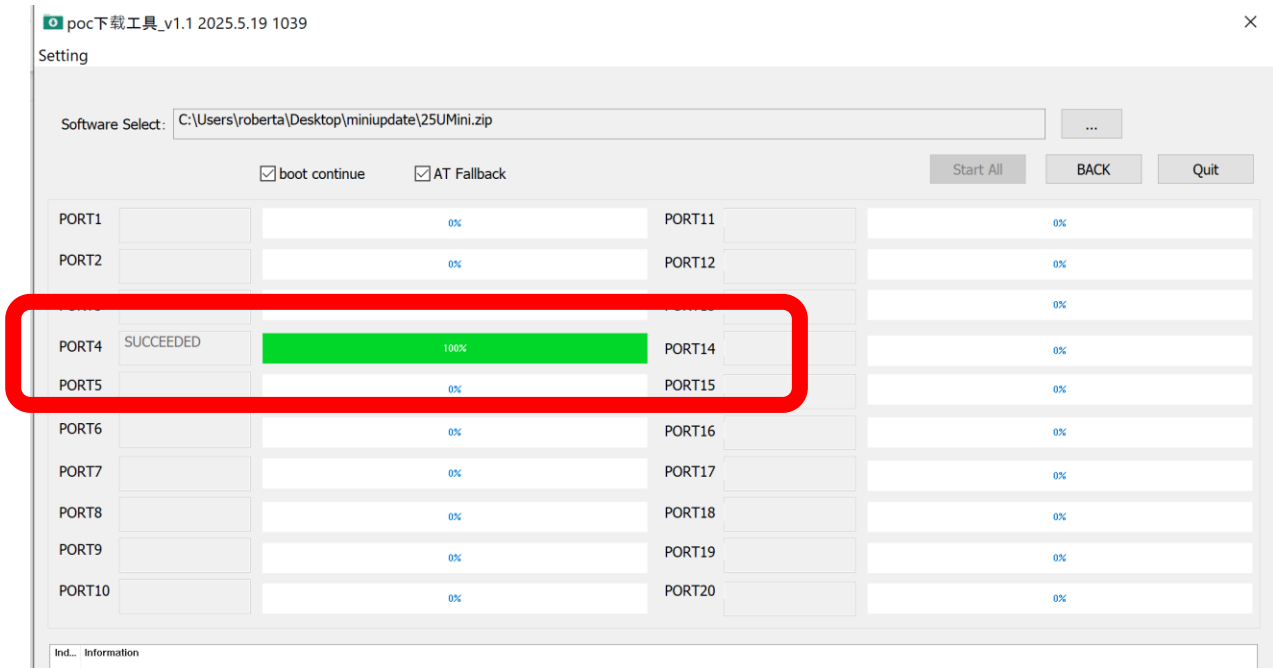 poc下载工具_v1.1 2025.5.19 1039
Setting
Software Select: C:\Users\roberta\Desktop\miniupdate\25UMini.zip ...
boot continue AT Fallback Start All BACK Quit
PORT1 0% PORT11 0%
PORT2 0% PORT12 0%
0%
PORT4 SUCCEEDED 100% PORT14 0%
PORT5 0% PORT15 0%
PORT6 0% PORT16 0%
PORT7 0% PORT17 0%
PORT8 0% PORT18 0%
PORT9 0% PORT19 0%
PORT10 0% PORT20 0%
Ind... Information